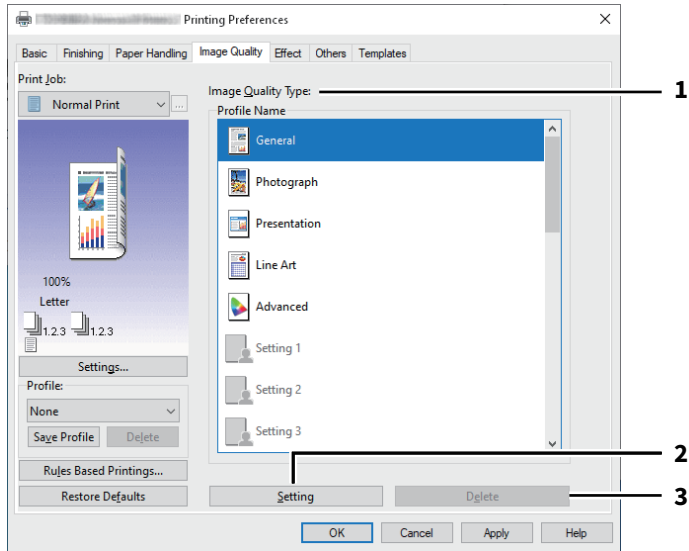 Printing Preferences
Basic Finishing Paper Handling Image Quality Effect Others Templates
Print Job:
Normal Print
...
100%
Letter
1.2.3 1.2.3
Settings...
Profile:
None
Save Profile Delete
Rules Based Printings...
Restore Defaults
Image Quality Type:
Profile Name
General
Photograph
Presentation
Line Art
Advanced
Setting 1
Setting 2
Setting 3
Setting Delete
OK Cancel Apply Help
1
2
3